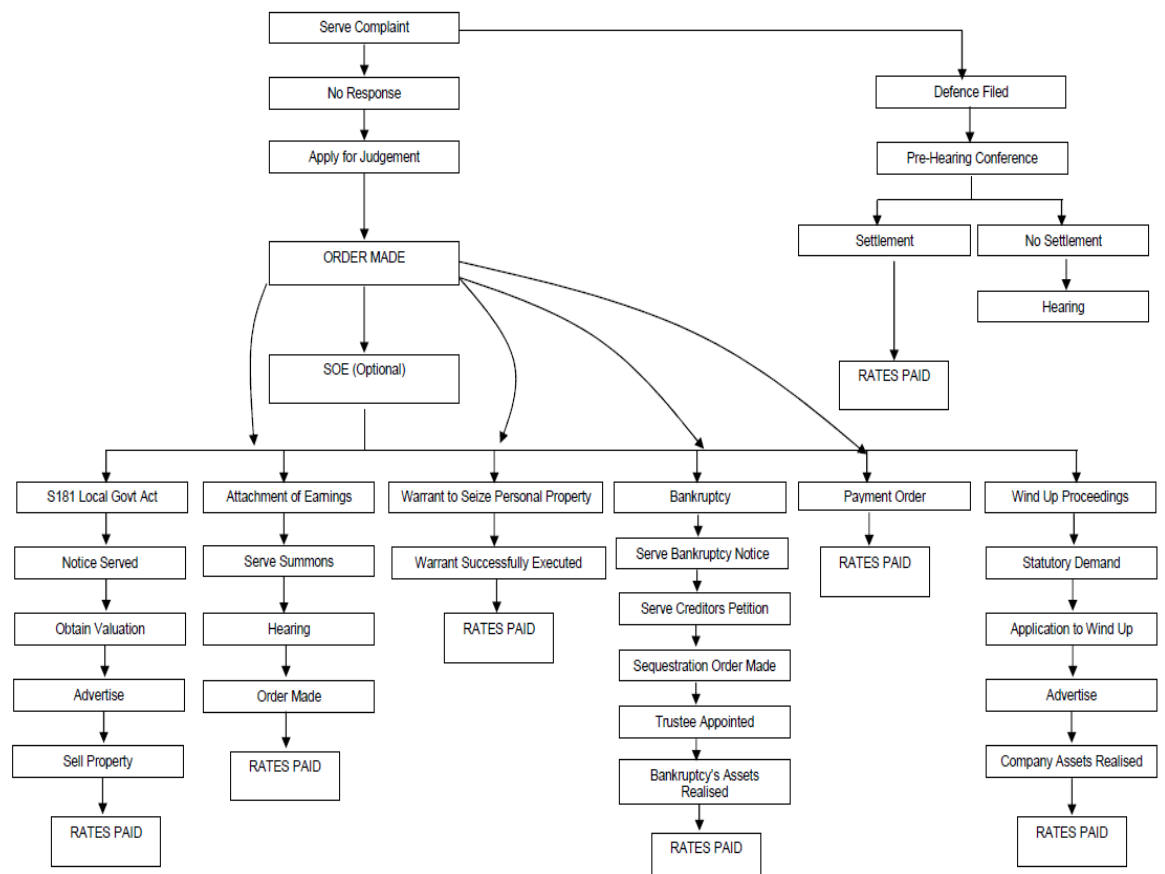 Serve Complaint
No Response
Defence Filed
Apply for Judgement
Pre-Hearing Conference
ORDER MADE
Settlement
No Settlement
Hearing
SOE (Optional)
RATES PAID
S181 Local Govt Act
Attachment of Earnings
Warrant to Seize Personal Property
Bankruptcy
Payment Order
Wind Up Proceedings
Notice Served
Serve Summons
Warrant Successfully Executed
Serve Bankruptcy Notice
RATES PAID
Statutory Demand
Obtain Valuation
Hearing
RATES PAID
Serve Creditors Petition
Application to Wind Up
Advertise
Order Made
Sequestration Order Made
Advertise
Sell Property
RATES PAID
Trustee Appointed
Company Assets Realised
Bankruptcy's Assets
Realised
RATES PAID
RATES PAID
RATES PAID